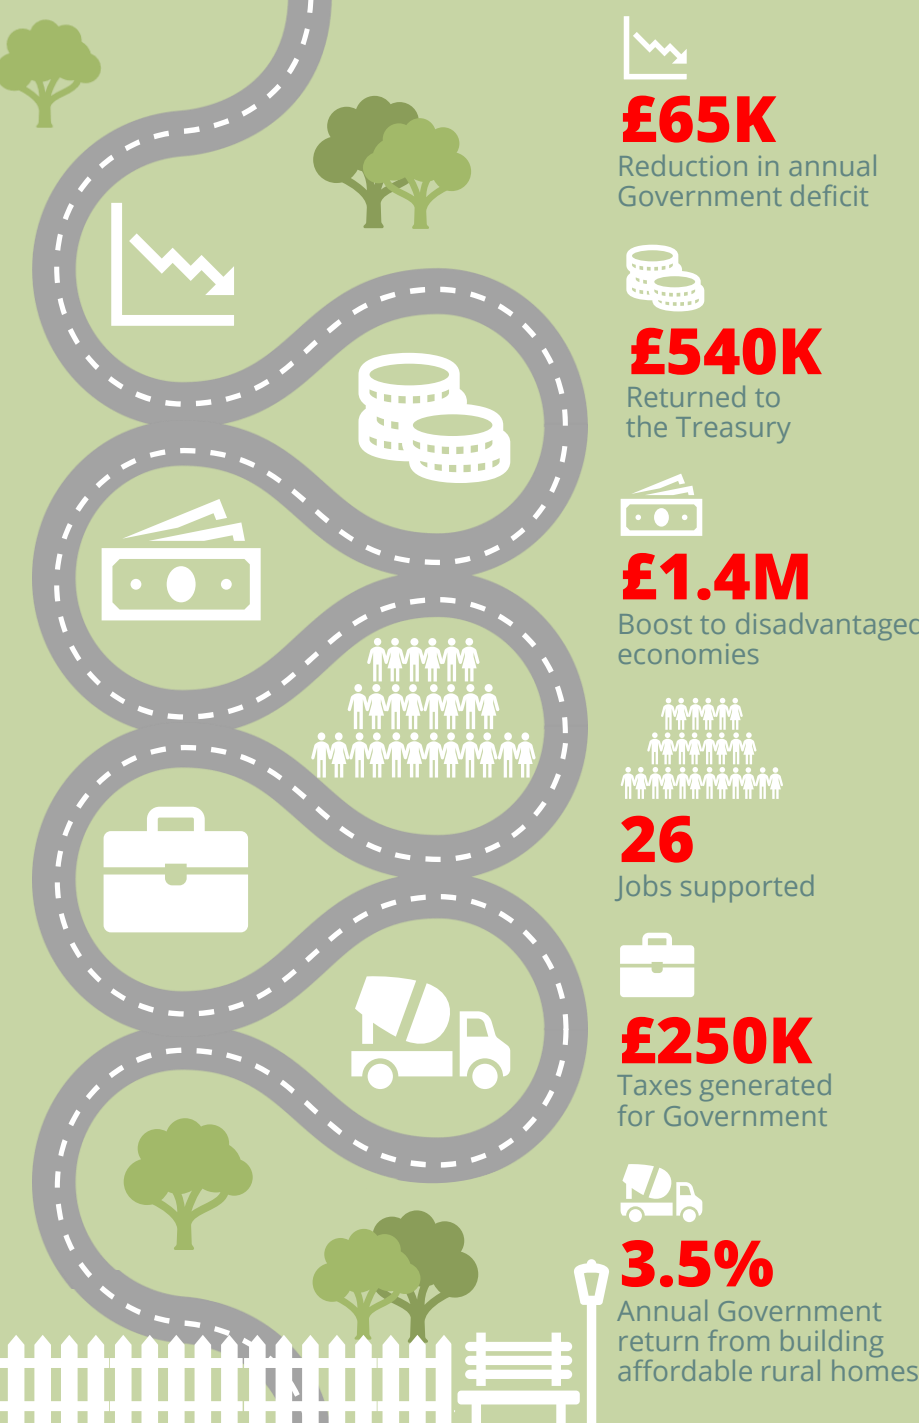 £65K
Reduction in annual
Government deficit
£540K
Returned to
the Treasury
£1.4M
Boost to disadvantaged
economies
26
Jobs supported
£250K
Taxes generated
for Government
3.5%
Annual Government
return from building
affordable rural homes